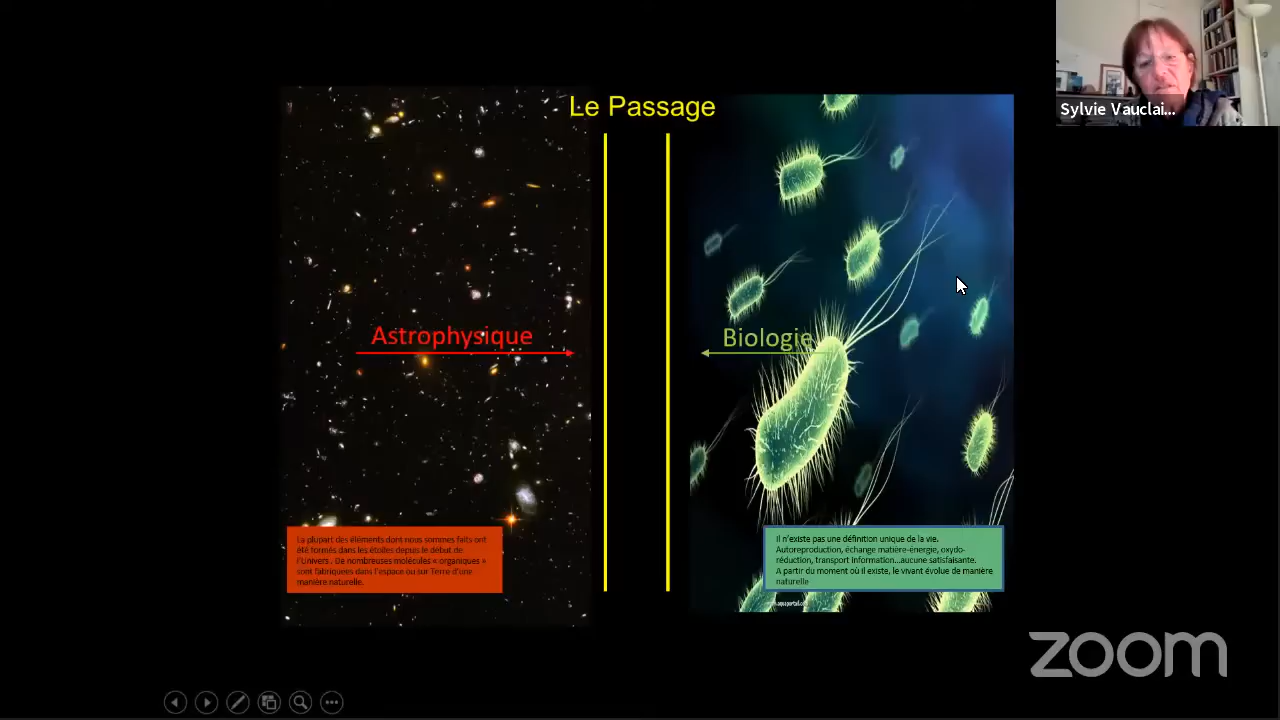 Le Passage
Sylvie Vauclai...
Astrophysique
Biologie
La plupart des éléments dont nous sommes faits ont
été formés dans les étoiles depuis le début de
l'Univers . De nombreuses molécules « organiques »
sont fabriquées dans l'espace ou sur Terre d'une
manière naturelle.
Il n'existe pas une définition unique de la vie.
Autoreproduction, échange matière-énergie, oxydo-
réduction, transport information...aucune satisfaisante.
A partir du moment où il existe, le vivant évolue de manière
naturelle
zoom